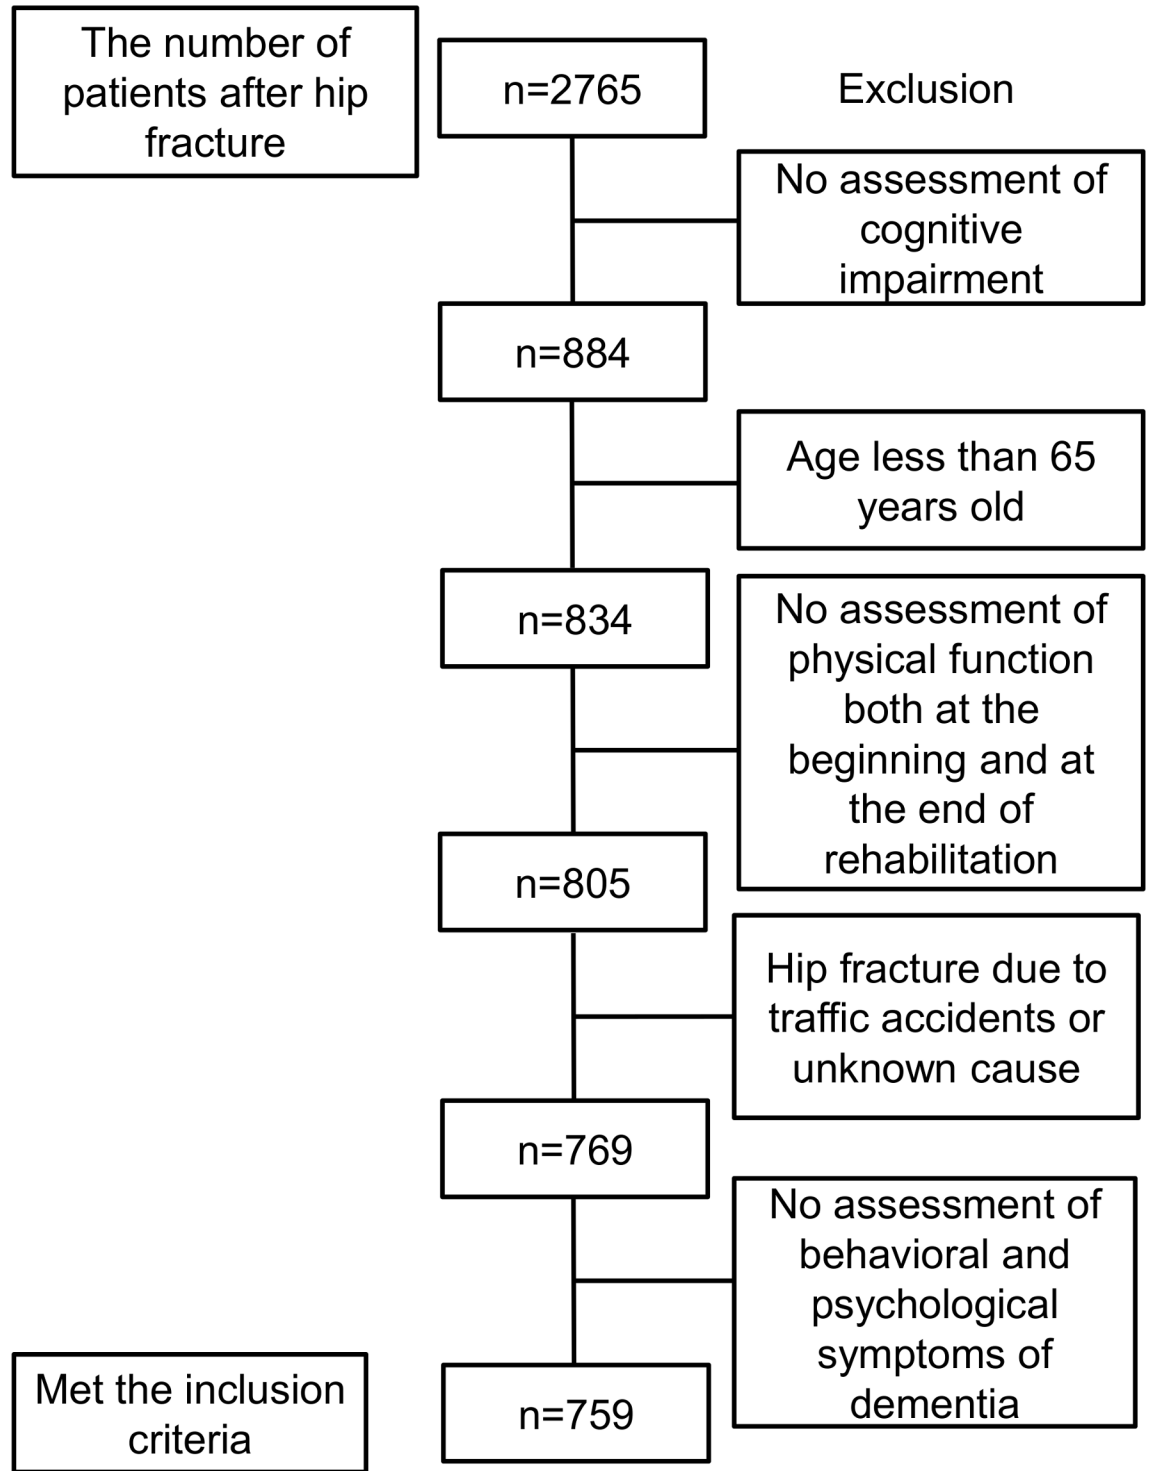 The number of
patients after hip
fracture
n=2765
Exclusion
No assessment of
cognitive
impairment
n=884
Age less than 65
years old
n=834
No assessment of
physical function
both at the
beginning and at
the end of
rehabilitation
n=805
Hip fracture due to
traffic accidents or
unknown cause
n=769
No assessment of
behavioral and
psychological
symptoms of
dementia
Met the inclusion
criteria
n=759